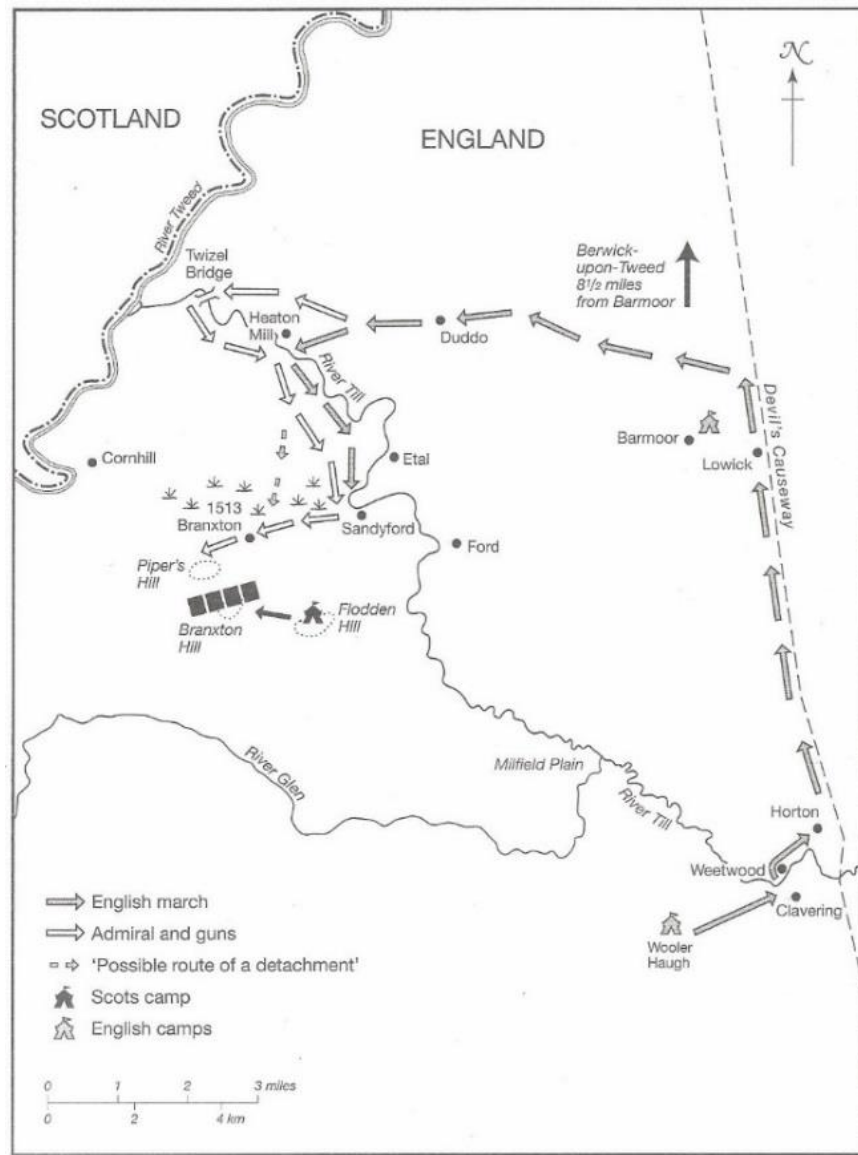 N
SCOTLAND
ENGLAND
River Tweed
Twizel
Bridge
Berwick-
upon-Tweed
8½ miles
from Barmoor
Heaton
Mill
Duddo
River Till
Devil's Causeway
Cornhill
Etal
Barmoor
Lowick
1513
Branxton
Sandyford
Ford
Piper's
Hill
Flodden
Hill
Branxton
Hill
River Glen
Milfield Plain
River Till
Horton
Weetwood
Clavering
Wooler
Haugh
English march
Admiral and guns
'Possible route of a detachment'
Scots camp
English camps
0 1 2 3 miles
0 2 4 km